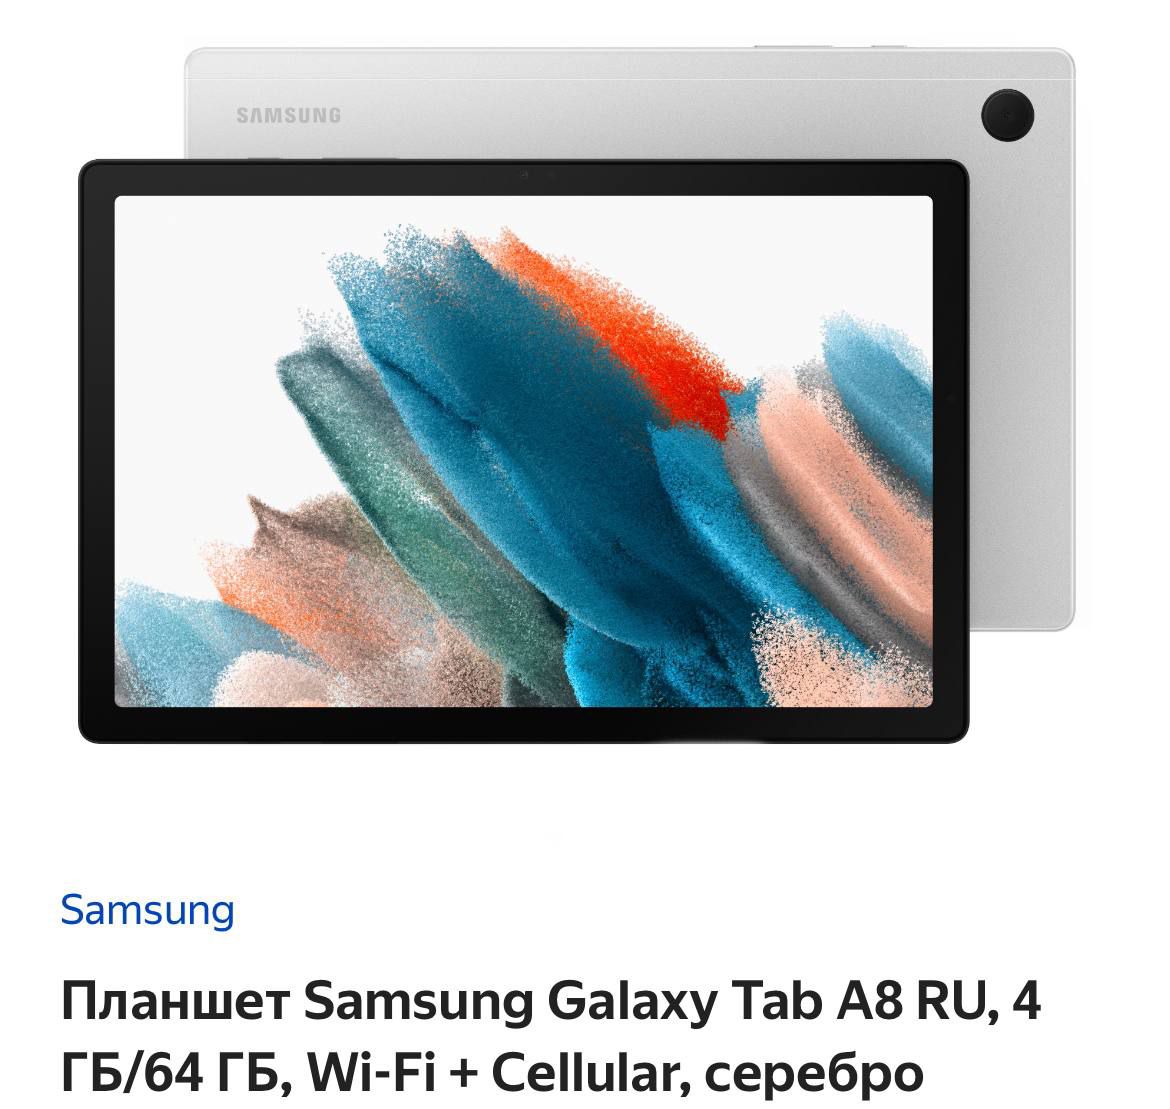 SAMSUNG
Samsung
Планшет Samsung Galaxy Tab A8 RU, 4
ГБ/64 ГБ, Wi-Fi + Cellular, серебро